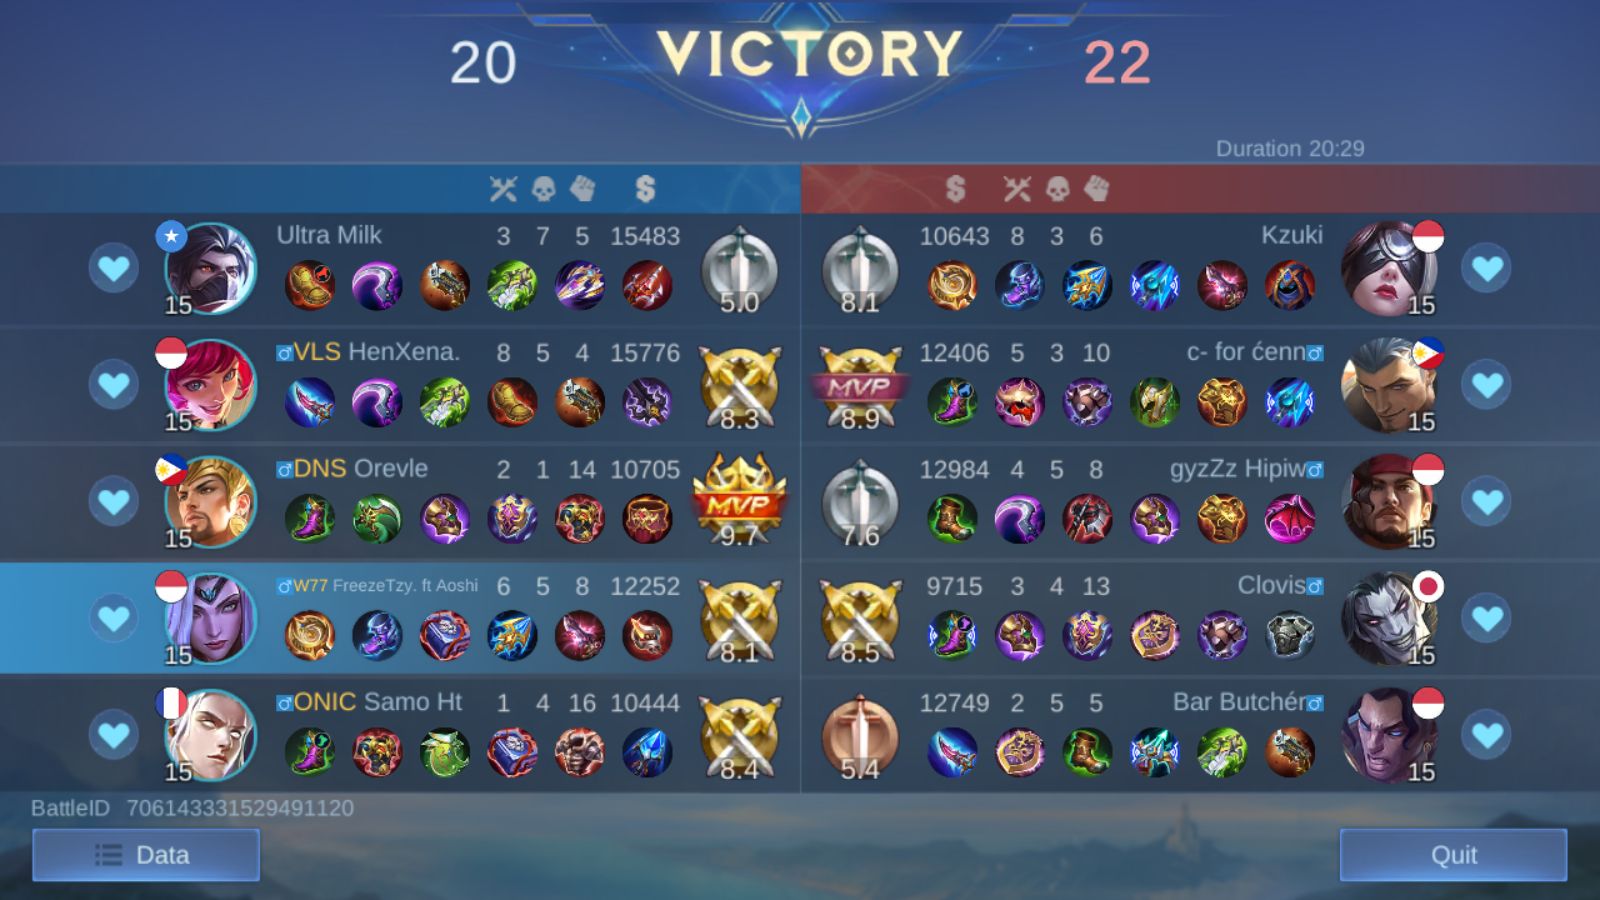 VICTORY
20
22
Duration 20:29
Ultra Milk 3 7 5 15483
15
5.0
10643 8 3 6 Kzuki
8.1
15
VLS HenXena. 8 5 4 15776
15
8.3
12406 5 3 10 c- for ćenn
MVP
8.9
15
DNS Orevle 2 1 14 10705
15
MVP
9.7
12984 4 5 8 gyzZz Hipiw
7.6
15
W77 FreezeTzy. ft Aoshi 6 5 8 12252
15
8.1
9715 3 4 13 Clovis
8.5
15
ONIC Samo Ht 1 4 16 10444
15
8.4
12749 2 5 5 Bar Butchér
5.4
15
BattleID 706143331529491120
Data
Quit